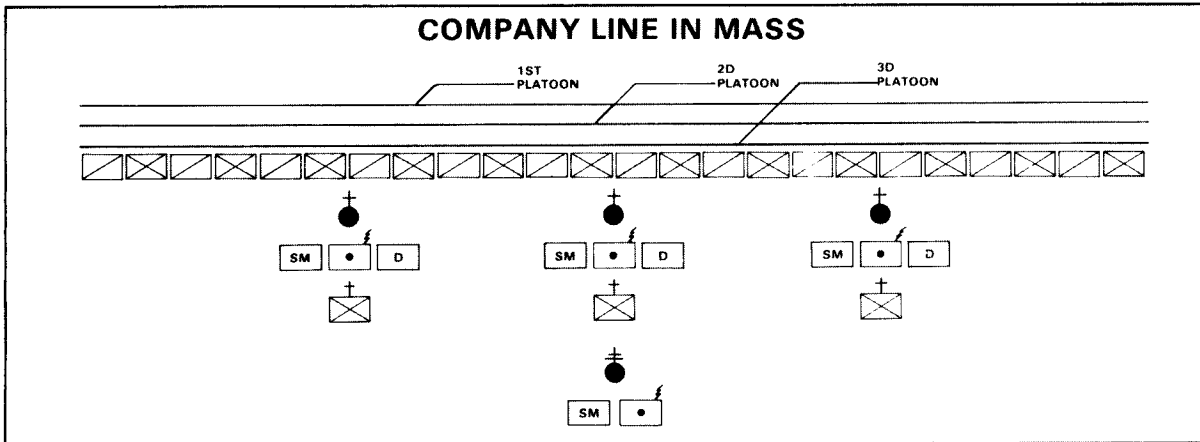 COMPANY LINE IN MASS
1ST
PLATOON
2D
PLATOON
3D
PLATOON
SM D SM D SM D
SM